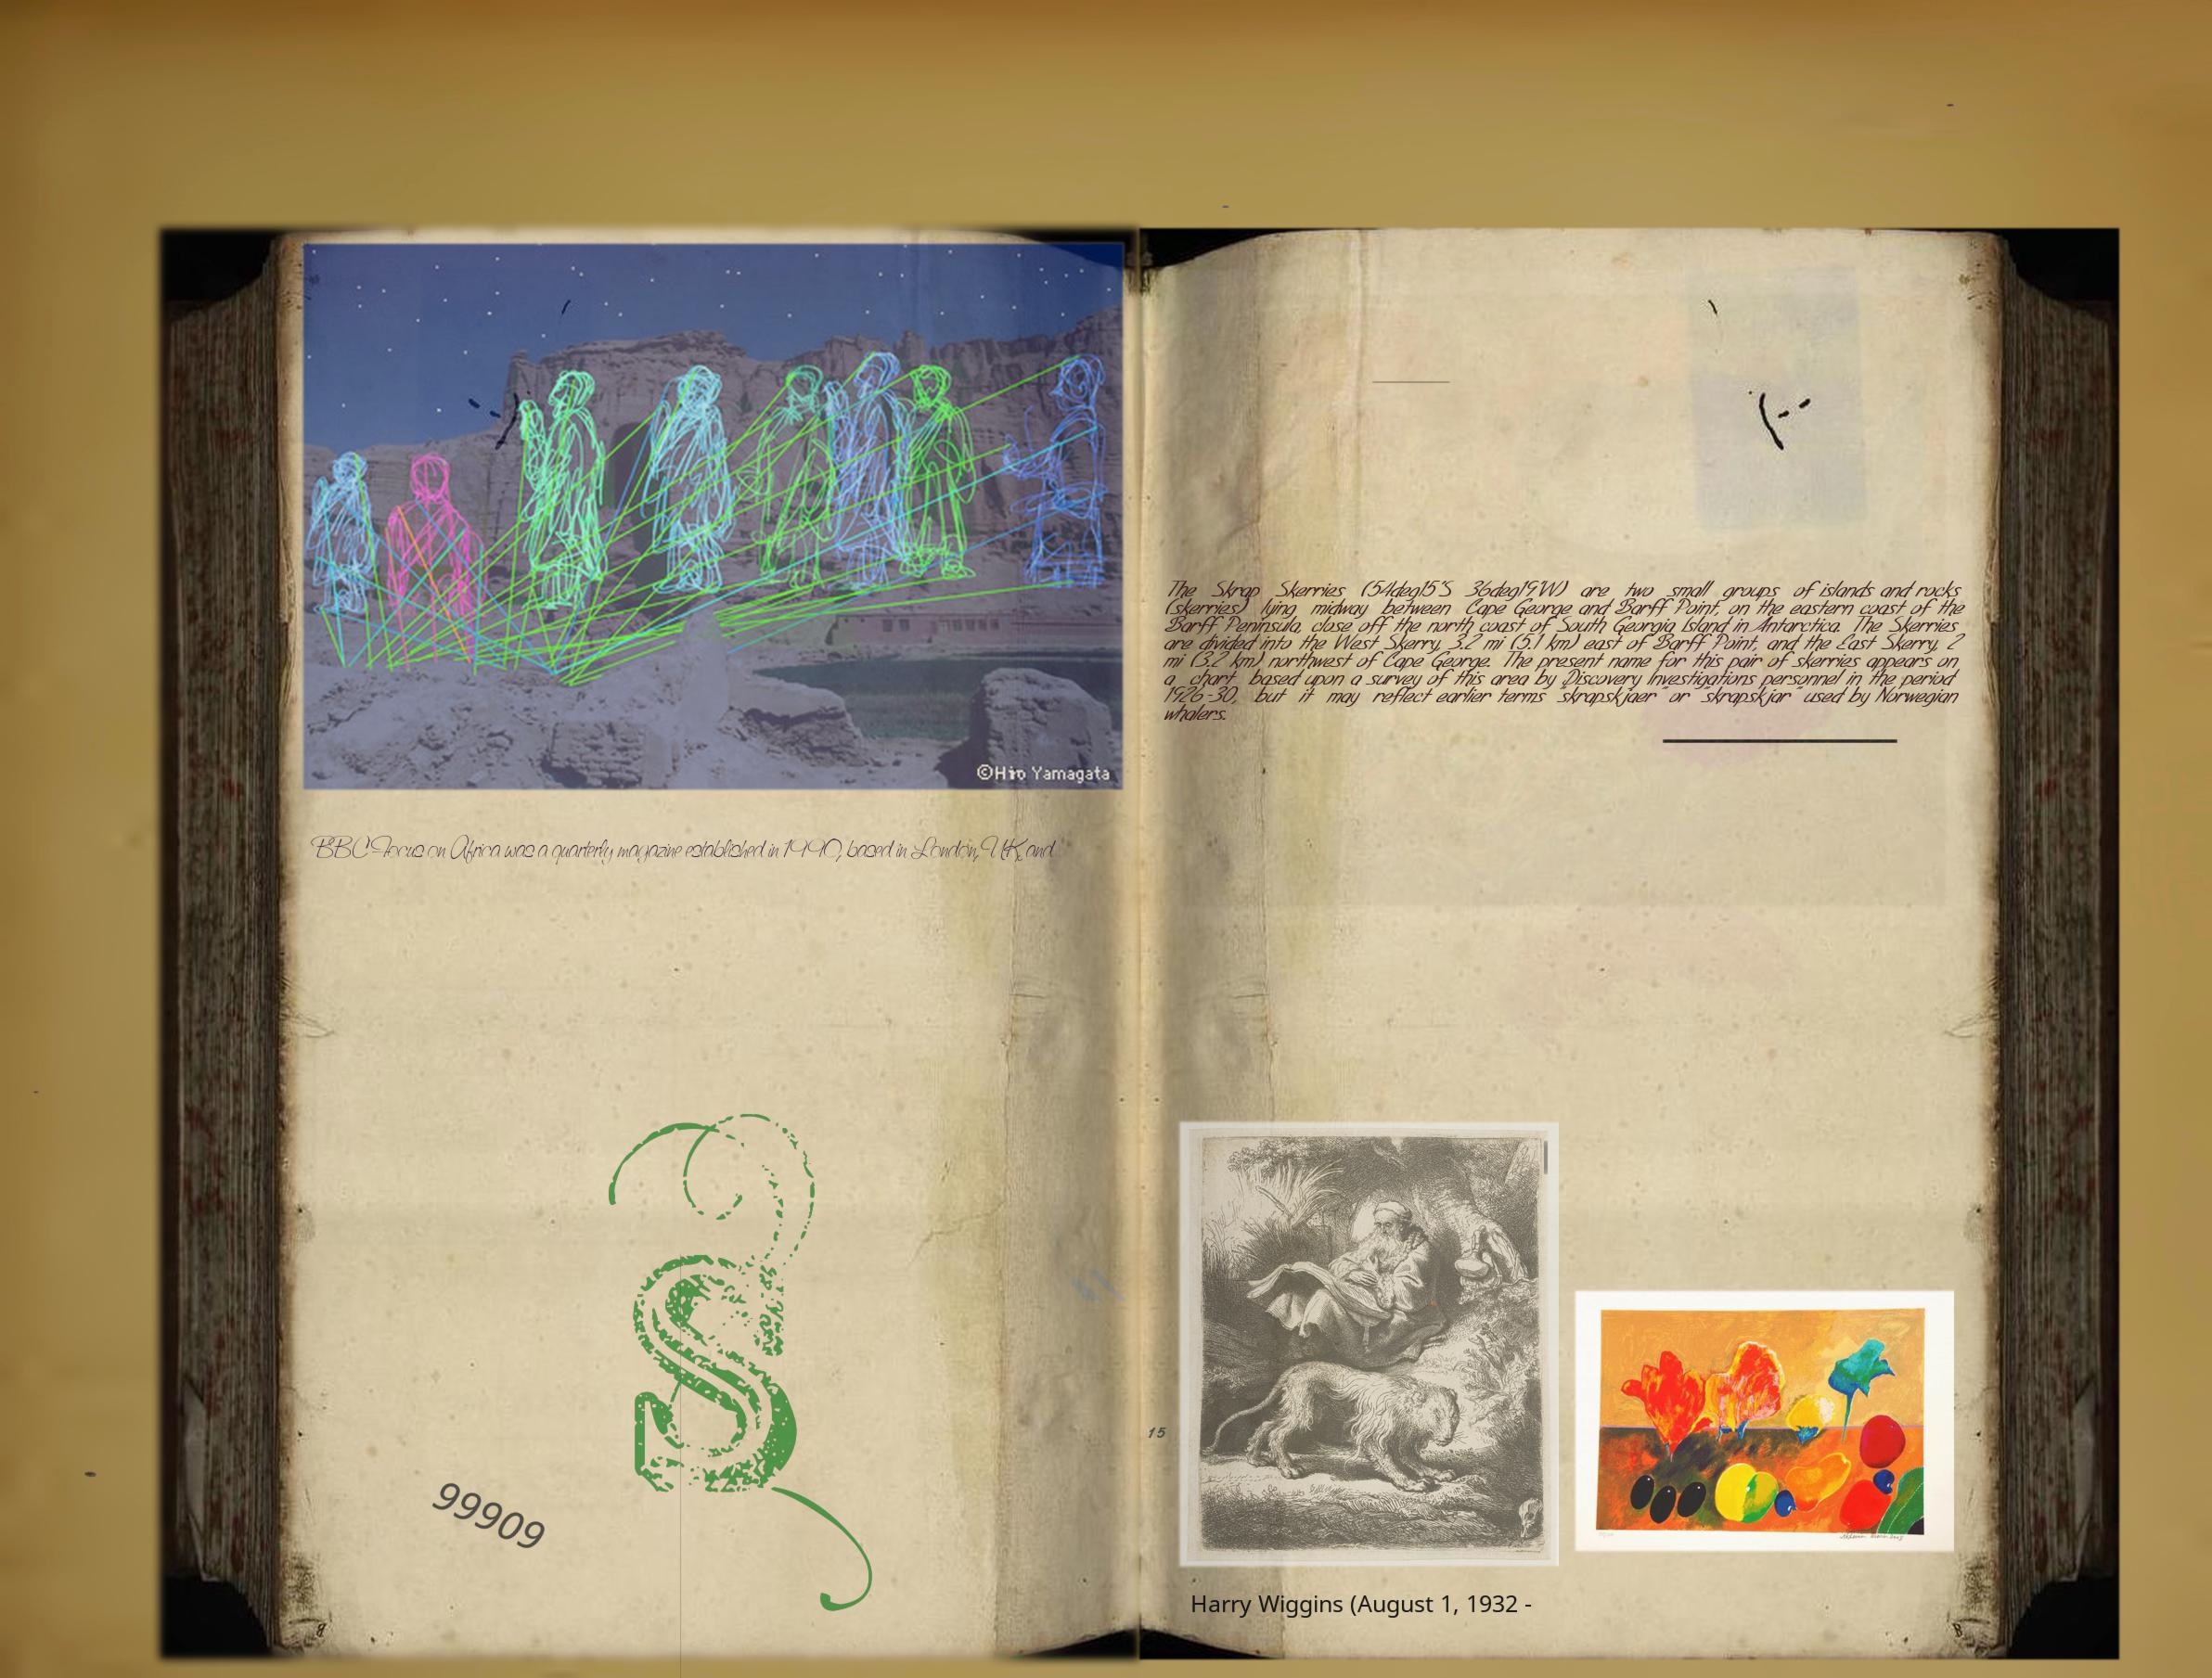 ©Hiro Yamagata
BBC Focus on Africa was a quarterly magazine established in 1990, based in London, UK, and
S
99909
The Skrap Skerries (54deg15'S 36deg19'W) are two small groups of islands and rocks
(skerries) lying midway between Cape George and Barff Point, on the eastern coast of the
Barff Peninsula, close off the north coast of South Georgia Island in Antarctica. The Skerries
are divided into the West Skerry, 3.2 mi (5.1 km) east of Barff Point, and the East Skerry, 2
mi (3.2 km) northwest of Cape George. The present name for this pair of skerries appears on
a chart based upon a survey of this area by Discovery Investigations personnel in the period
1926-30, but it may reflect earlier terms "skrapskjaer" or "skrapskjar" used by Norwegian
whalers.
15
Harry Wiggins (August 1, 1932 -